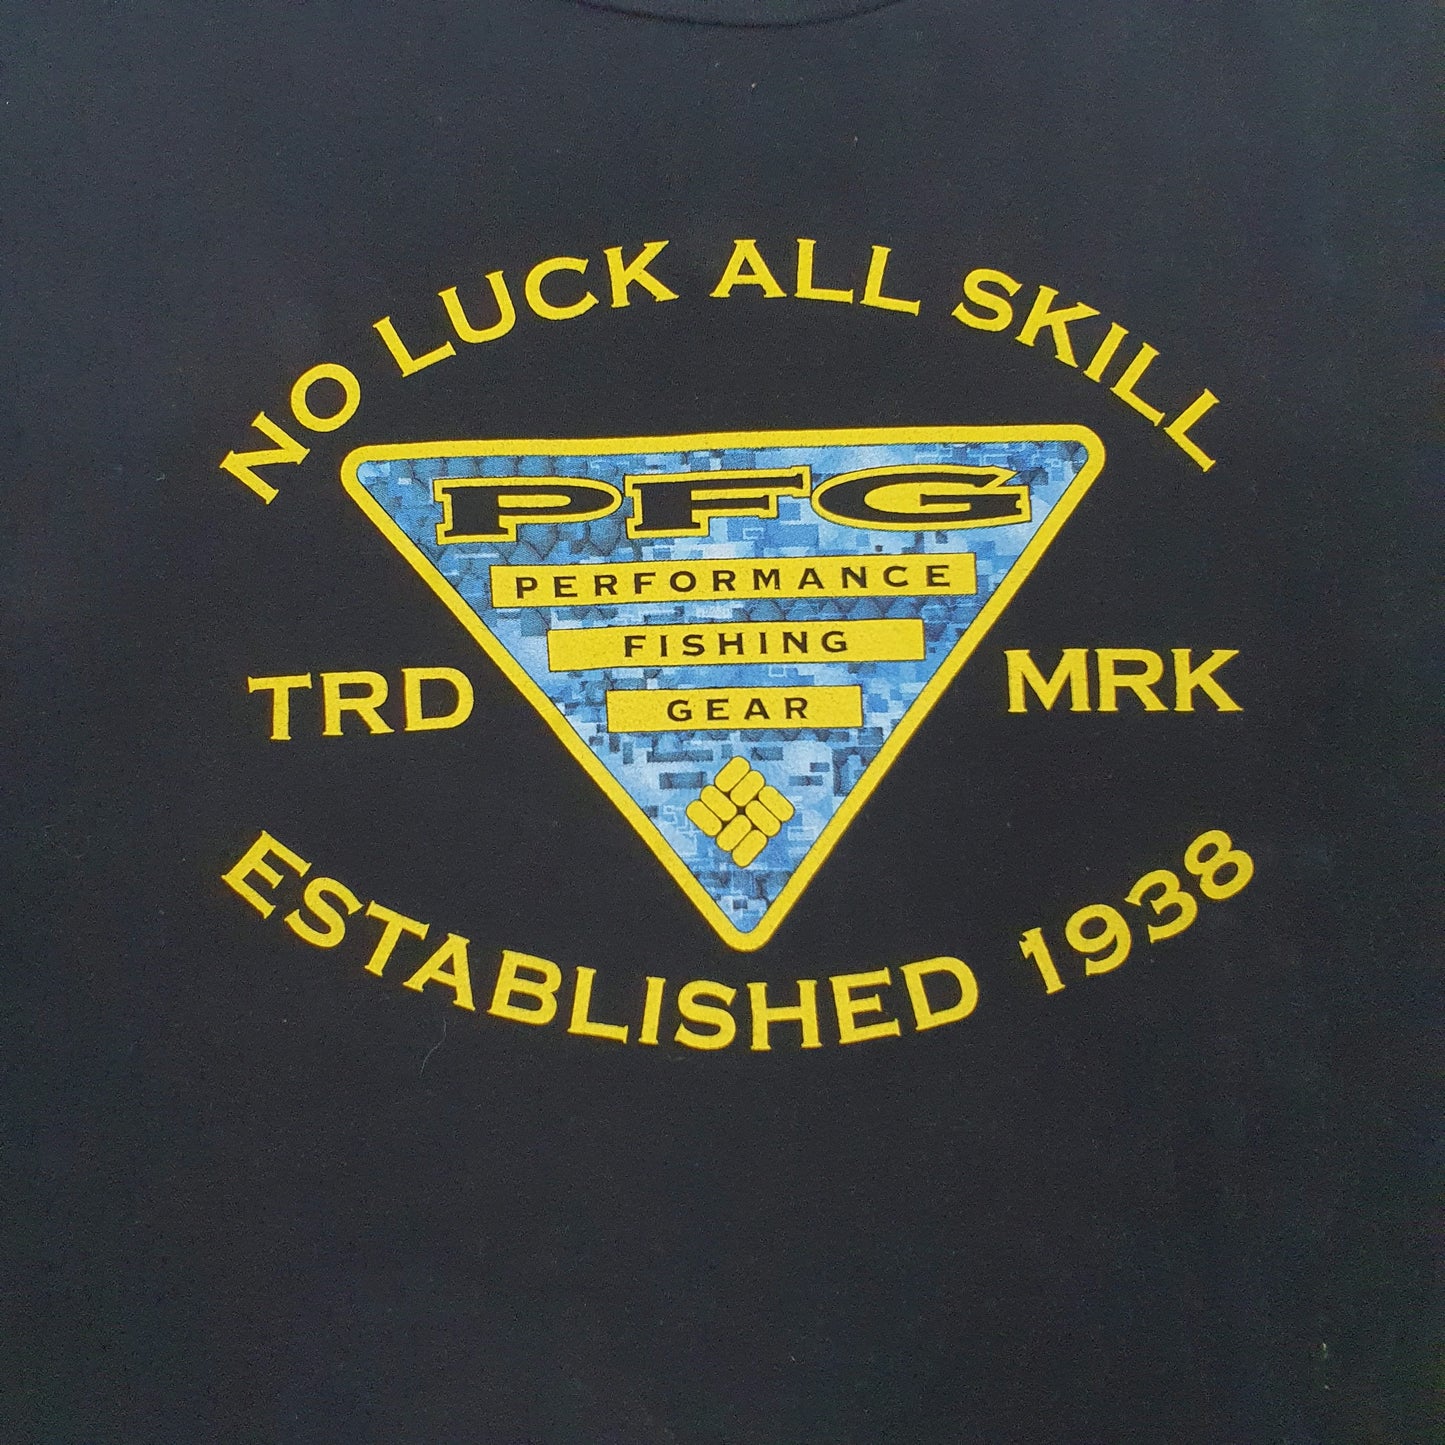 NO LUCK ALL SKILL
PFG
PERFORMANCE
FISHING
GEAR
TRD MRK
ESTABLISHED 1938